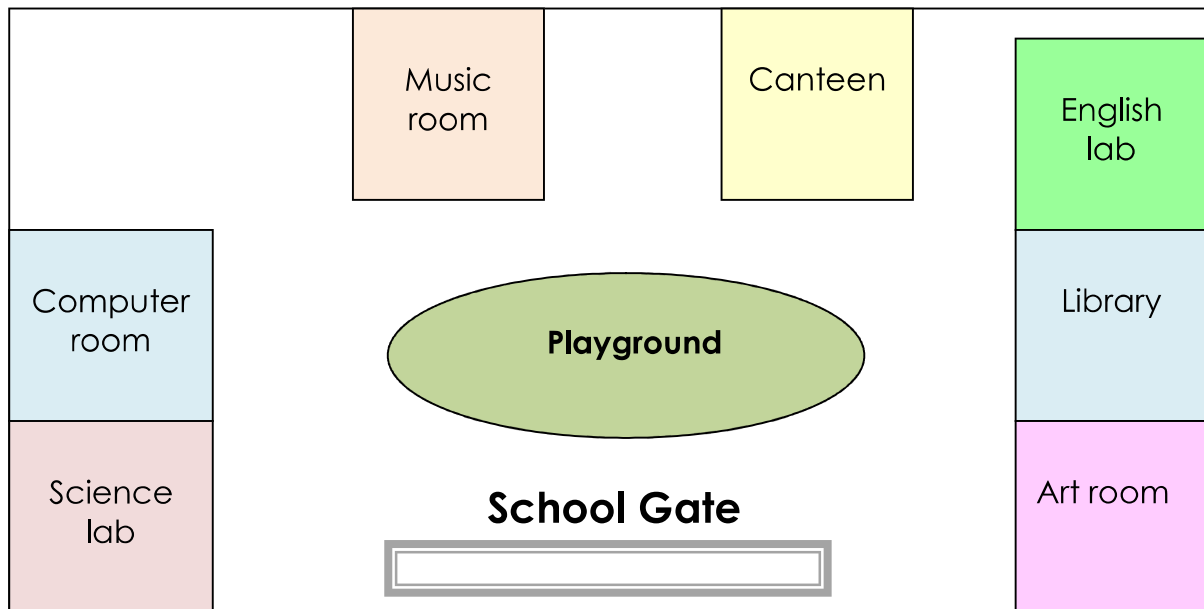 Music
room
Canteen
English
lab
Computer
room
Playground
Library
Science
lab
School Gate
Art room